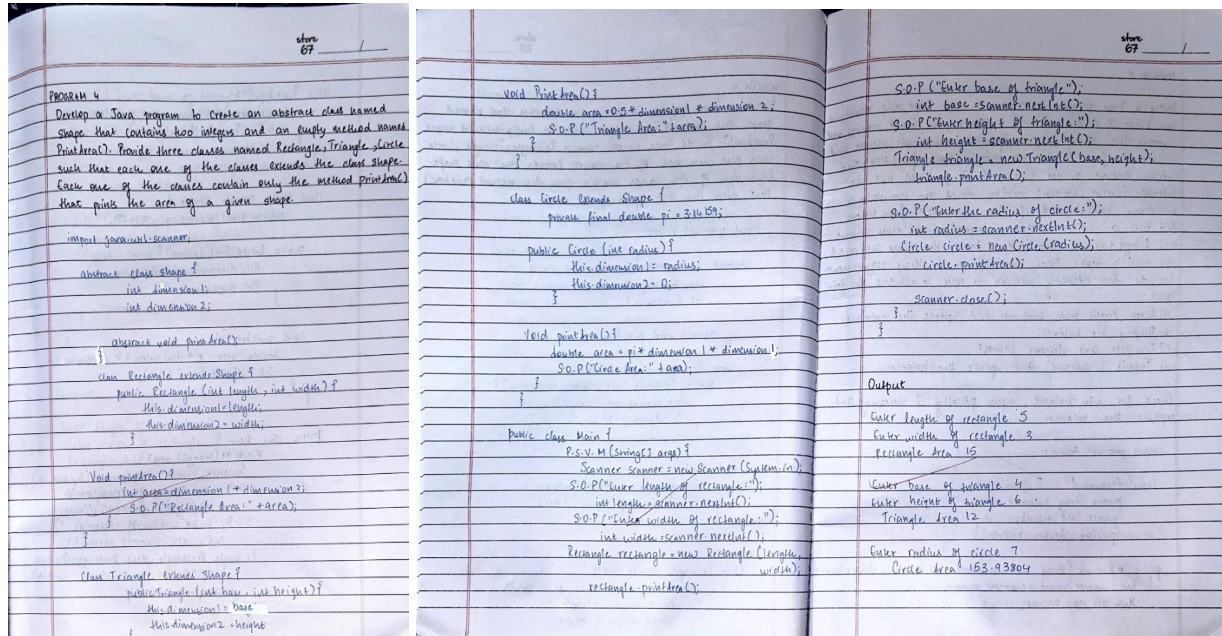 store
67
PROGRAM 4
Develop a Java program to create an abstract class named
shape that contains two integers and an empty method names
PrintArea(). Provide three classes named Rectangle, Triangle, Circle
such that each one of the classes extends the class shape.
Each one of the classes contain only the method printArea()
that prints the area of a given shape.
import java.util.scanner;
abstract class shape {
int dimension1;
int dimension2;
abstract void printArea();
}
class Rectangle extends Shape {
public Rectangle (int length, int width) {
this.dimension1=length;
this.dimension2 = width;
}
Void printArea() {
int area=dimension1 * dimension2;
S.O.P("Rectangle Area:" +area);
}
}
Class Triangle extends Shape {
public Triangle (int base, int height) {
this.dimension1 = base
this.dimension2 = height
void PrintArea() {
double area =0.5 * dimension1 * dimension 2;
S.O.P ("Triangle Area:"+area);
}
}
class Circle extends Shape {
private final double pi = 3.14159;
public Circle (int radius) {
this.dimension1= radius;
this.dimension2= 0;
}
Void printArea() {
double area = pi* dimension 1 * dimension 1;
S.O.P("Circle Area:" +area);
}
}
public class Main {
P.S.V.M (String[] args) {
Scanner scanner = new Scanner (System.in);
S.O.P("Enter length of rectangle:");
int length = scanner.nextInt();
S.O.P ("Enter width of rectangle:");
int width =scanner.nextInt();
Rectangle rectangle = new Rectangle (length,
width);
rectangle.printArea();
store
67
S.O.P ("Enter base of triangle");
int base =scanner.nextInt();
S.O.P("Enter height of triangle:");
int height =scanner.nextInt();
Triangle triangle = new Triangle (base, height);
triangle.printArea();
S.O.P("Enter the radius of circle:");
int radius = scanner.nextInt();
Circle circle = new Circle (radius);
circle.printArea();
scanner.close();
}
}
Output
Enter length of rectangle 5
Enter width of rectangle 3
Rectangle Area 15
Enter base of triangle 4
Enter height of triangle 6
Triangle Area 12
Enter radius of circle 7
Circle Area 153.93804